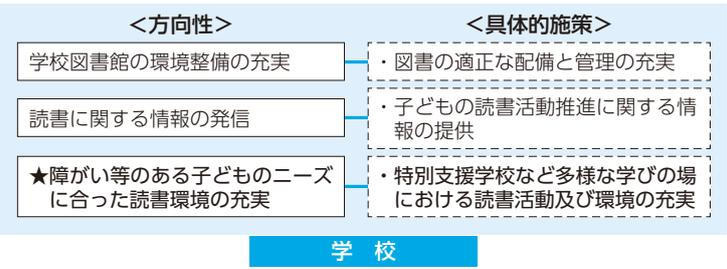 <方向性>
<具体的施策>
学校図書館の環境整備の充実
・図書の適正な配備と管理の充実
読書に関する情報の発信
・子どもの読書活動推進に関する情
報の提供
★障がい等のある子どものニーズ
に合った読書環境の充実
・特別支援学校など多様な学びの場
における読書活動及び環境の充実
学 校